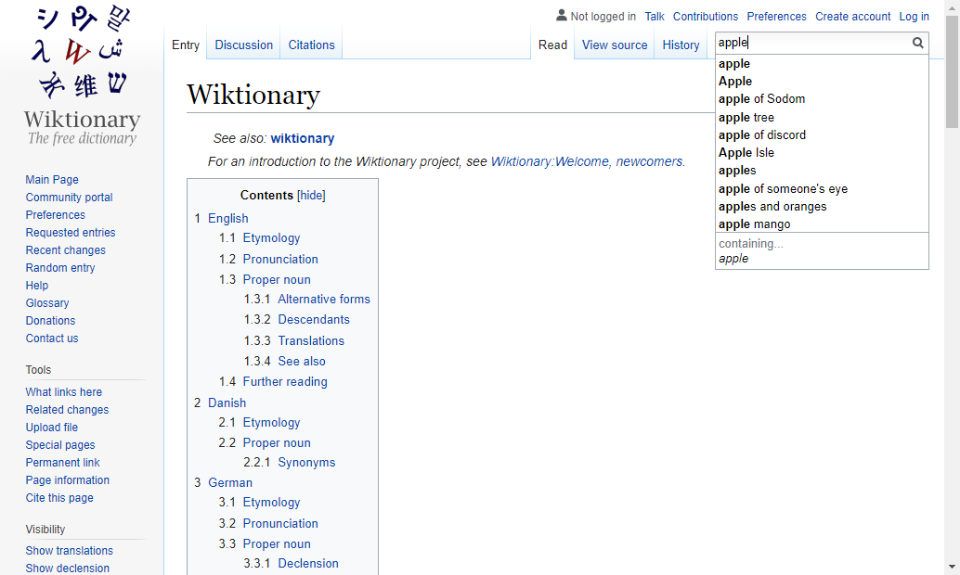 Wiktionary
The free dictionary
Main Page
Community portal
Preferences
Requested entries
Recent changes
Random entry
Help
Glossary
Donations
Contact us
Tools
What links here
Related changes
Upload file
Special pages
Permanent link
Page information
Cite this page
Visibility
Show translations
Show declension
Not logged in Talk Contributions Preferences Create account Log in
Entry Discussion Citations Read View source History
apple
apple
Apple
apple of Sodom
apple tree
apple of discord
Apple Isle
apples
apple of someone's eye
apples and oranges
apple mango
containing...
apple
Wiktionary
See also: wiktionary
For an introduction to the Wiktionary project, see Wiktionary:Welcome, newcomers.
Contents [hide]
1 English
1.1 Etymology
1.2 Pronunciation
1.3 Proper noun
1.3.1 Alternative forms
1.3.2 Descendants
1.3.3 Translations
1.3.4 See also
1.4 Further reading
2 Danish
2.1 Etymology
2.2 Proper noun
2.2.1 Synonyms
3 German
3.1 Etymology
3.2 Pronunciation
3.3 Proper noun
3.3.1 Declension